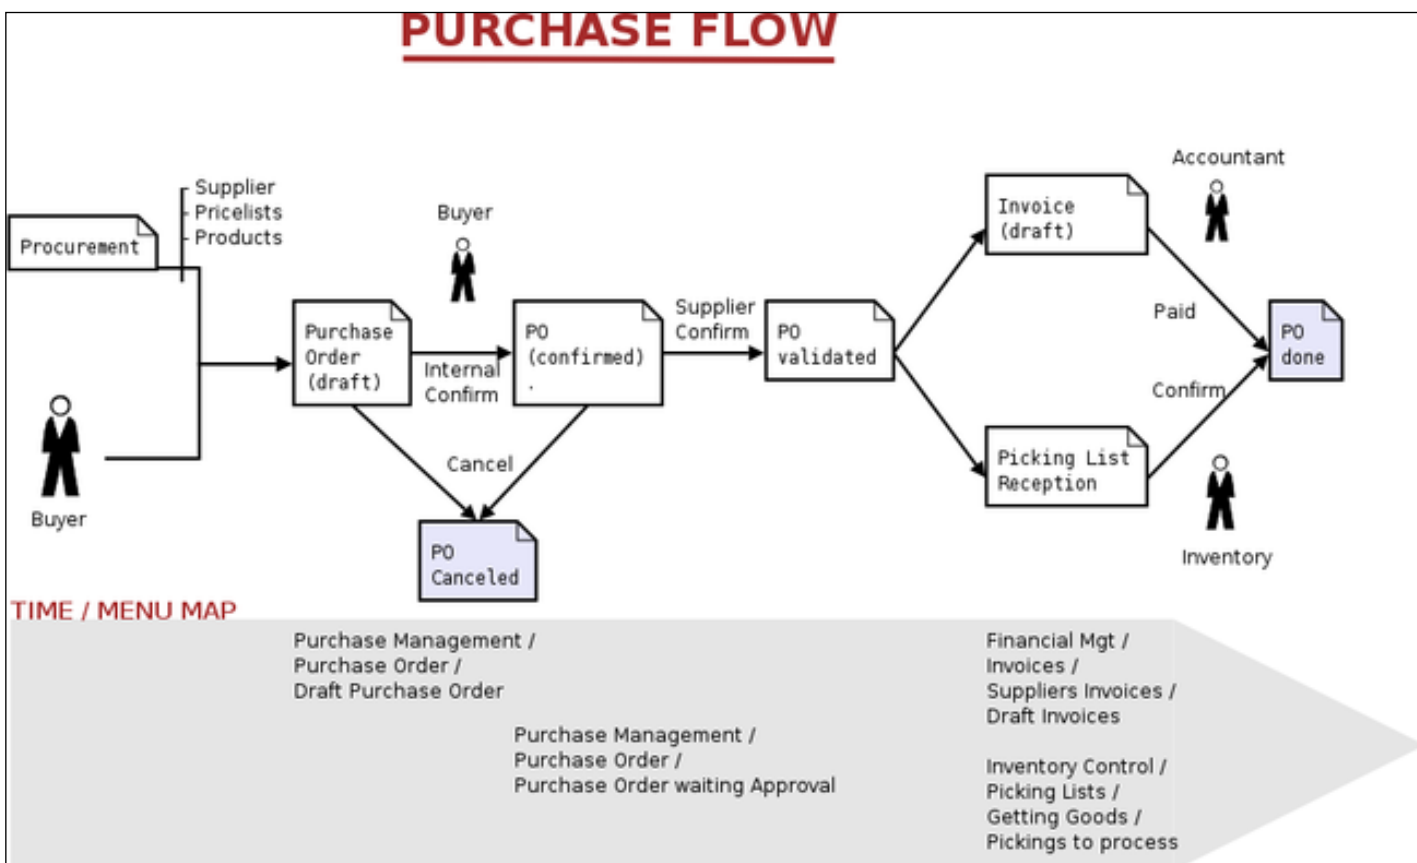 PURCHASE FLOW
Supplier
Pricelists
Products
Procurement
Buyer
Buyer
Purchase
Order
(draft)
Internal
Confirm
PO
(confirmed)
.
Supplier
Confirm
PO
validated
Cancel
PO
Canceled
Invoice
(draft)
Accountant
Paid
PO
done
Confirm
Picking List
Reception
Inventory
TIME / MENU MAP
Purchase Management /
Purchase Order /
Draft Purchase Order
Purchase Management /
Purchase Order /
Purchase Order waiting Approval
Financial Mgt /
Invoices /
Suppliers Invoices /
Draft Invoices
Inventory Control /
Picking Lists /
Getting Goods /
Pickings to process